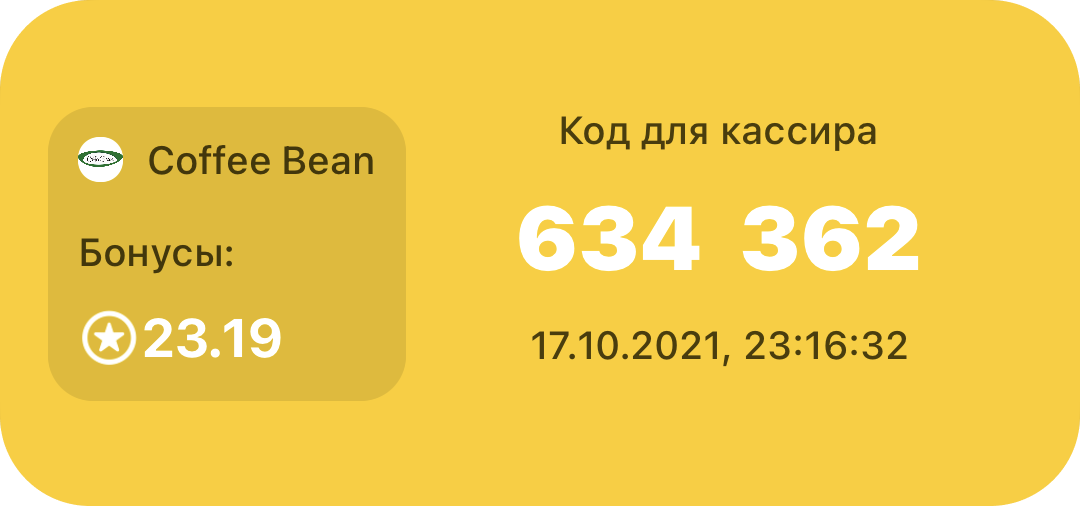 Coffee Bean
Бонусы:
23.19
Код для кассира
634 362
17.10.2021, 23:16:32